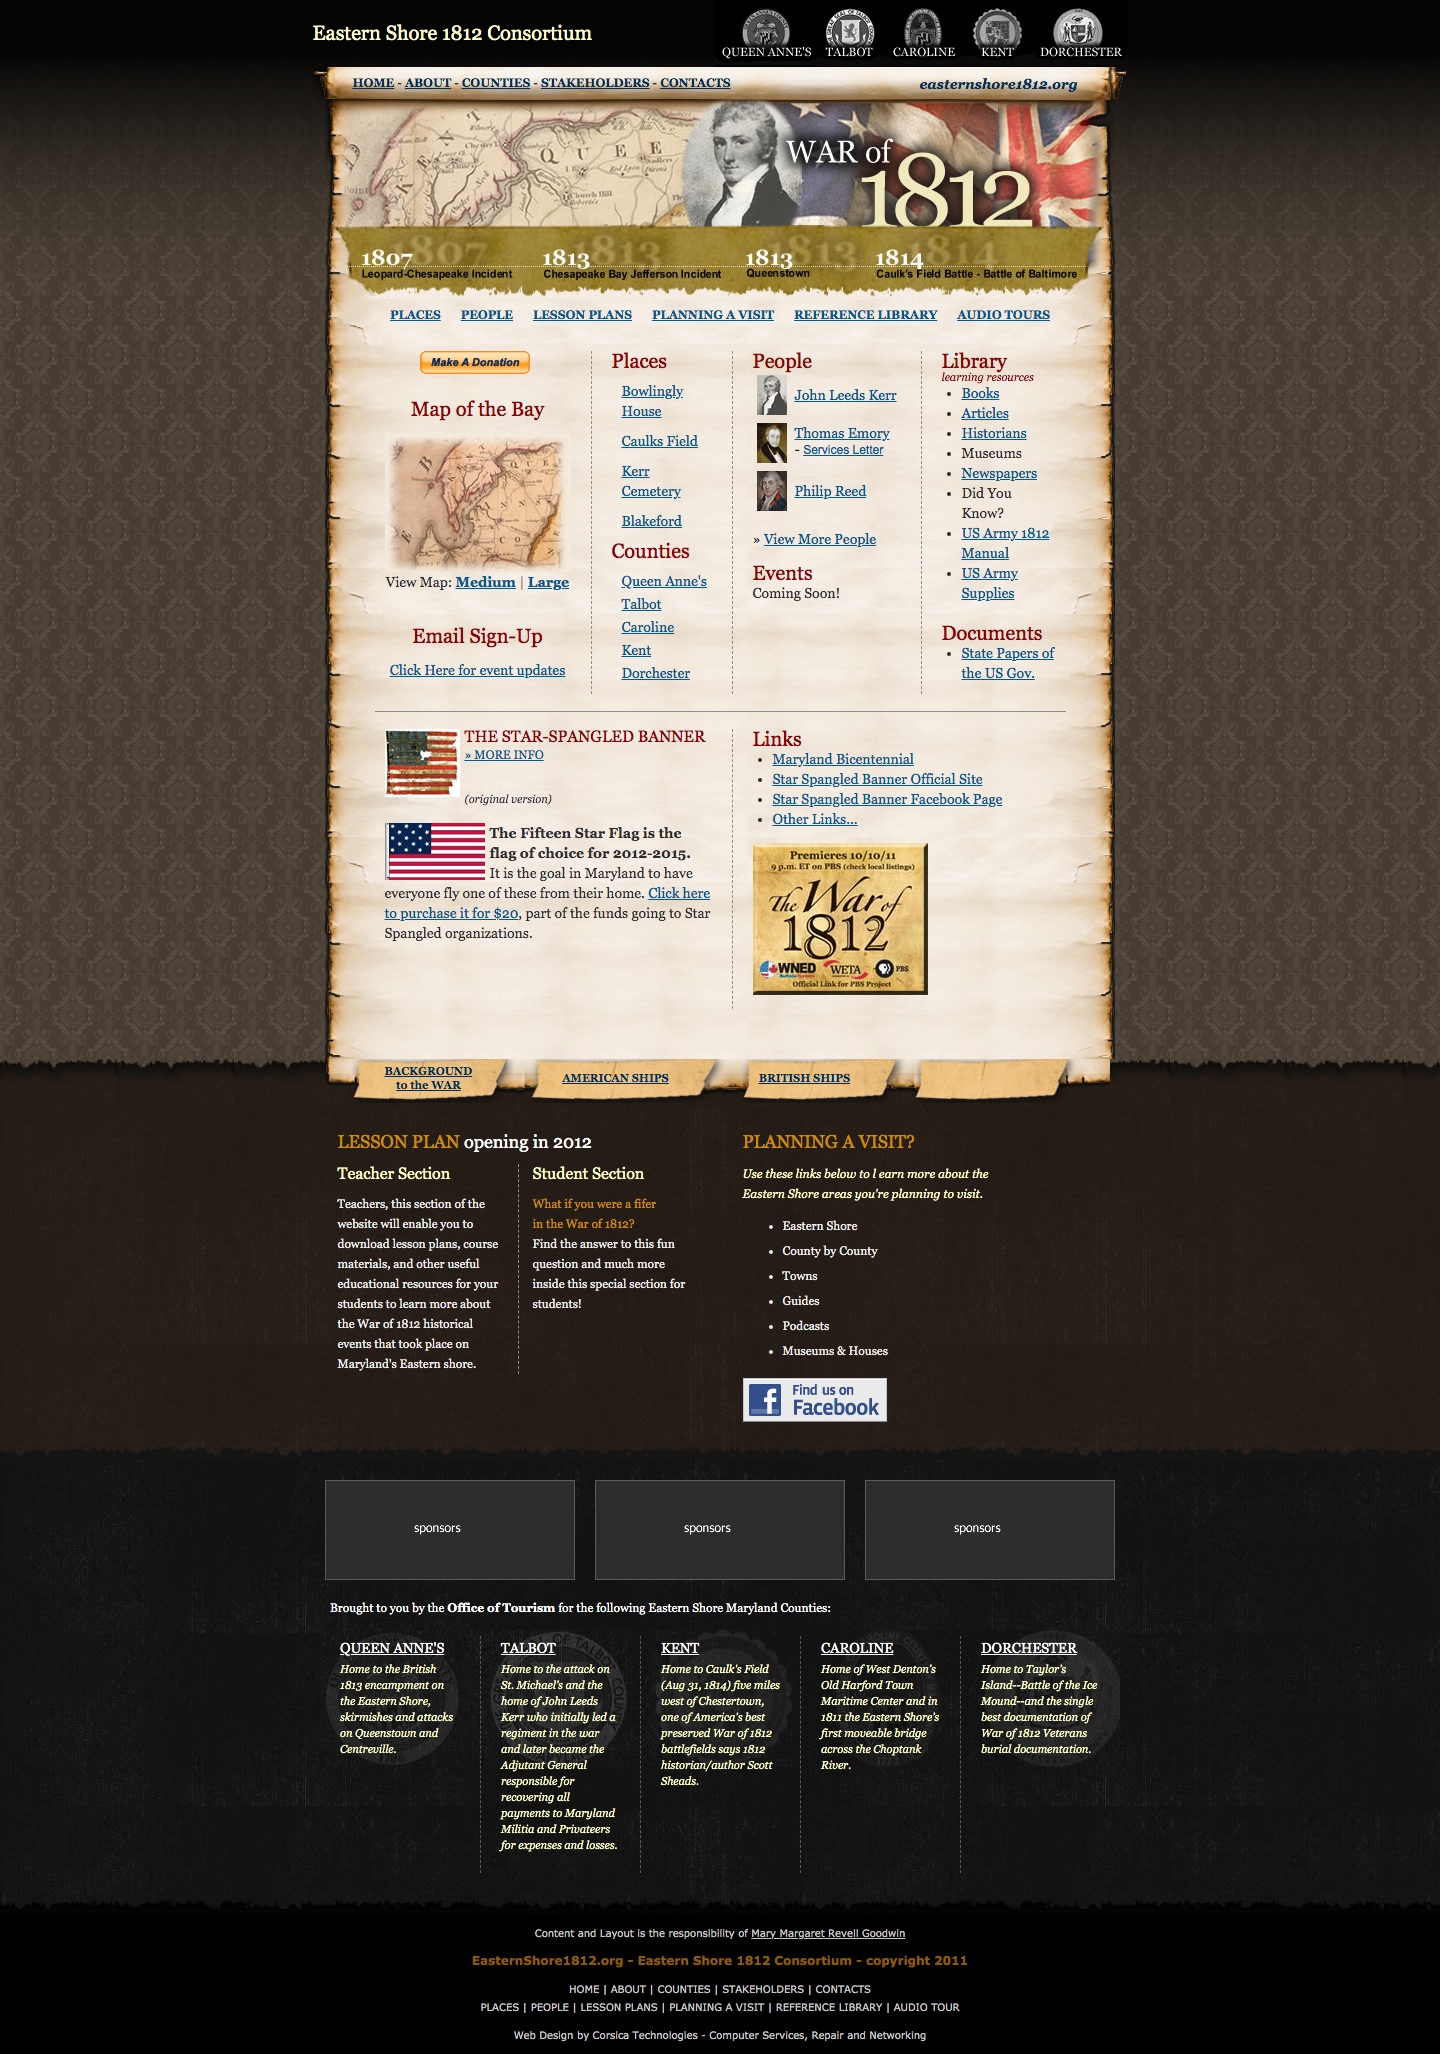 Eastern Shore 1812 Consortium
QUEEN ANNE'S TALBOT CAROLINE KENT DORCHESTER
HOME - ABOUT - COUNTIES - STAKEHOLDERS - CONTACTS
easternshore1812.org
WAR of
1812
1807 1813 1813 1814
Leopard-Chesapeake Incident Chesapeake Bay Jefferson Incident Queenstown Caulk's Field Battle - Battle of Baltimore
PLACES PEOPLE LESSON PLANS PLANNING A VISIT REFERENCE LIBRARY AUDIO TOURS
Make A Donation
Map of the Bay
View Map: Medium | Large
Email Sign-Up
Click Here for event updates
Places
Bowlingly
House
Caulks Field
Kerr
Cemetery
Blakeford
Counties
Queen Anne's
Talbot
Caroline
Kent
Dorchester
People
John Leeds Kerr
Thomas Emory
- Services Letter
Philip Reed
» View More People
Events
Coming Soon!
Library
learning resources
• Books
• Articles
• Historians
• Museums
• Newspapers
• Did You
Know?
• US Army 1812
Manual
• US Army
Supplies
Documents
• State Papers of
the US Gov.
THE STAR-SPANGLED BANNER
» MORE INFO
(original version)
The Fifteen Star Flag is the
flag of choice for 2012-2015.
It is the goal in Maryland to have
everyone fly one of these from their home. Click here
to purchase it for $20, part of the funds going to Star
Spangled organizations.
Links
• Maryland Bicentennial
• Star Spangled Banner Official Site
• Star Spangled Banner Facebook Page
• Other Links...
Premieres 10/10/11
9 p.m. ET on PBS (check local listings)
The War of
1812
WNED WETA PBS
Official Link for PBS Project
BACKGROUND
to the WAR
AMERICAN SHIPS
BRITISH SHIPS
LESSON PLAN opening in 2012
Teacher Section
Teachers, this section of the
website will enable you to
download lesson plans, course
materials, and other useful
educational resources for your
students to learn more about
the War of 1812 historical
events that took place on
Maryland's Eastern shore.
Student Section
What if you were a fifer
in the War of 1812?
Find the answer to this fun
question and much more
inside this special section for
students!
PLANNING A VISIT?
Use these links below to l earn more about the
Eastern Shore areas you're planning to visit.
• Eastern Shore
• County by County
• Towns
• Guides
• Podcasts
• Museums & Houses
Find us on
Facebook
sponsors sponsors sponsors
Brought to you by the Office of Tourism for the following Eastern Shore Maryland Counties:
QUEEN ANNE'S
Home to the British
1813 encampment on
the Eastern Shore,
skirmishes and attacks
on Queenstown and
Centreville.
TALBOT
Home to the attack on
St. Michael's and the
home of John Leeds
Kerr who initially led a
regiment in the war
and later became the
Adjutant General
responsible for
recovering all
payments to Maryland
Militia and Privateers
for expenses and losses.
KENT
Home to Caulk's Field
(Aug 31, 1814) five miles
west of Chestertown,
one of America's best
preserved War of 1812
battlefields says 1812
historian/author Scott
Sheads.
CAROLINE
Home of West Denton's
Old Harford Town
Maritime Center and in
1811 the Eastern Shore's
first moveable bridge
across the Choptank
River.
DORCHESTER
Home to Taylor's
Island--Battle of the Ice
Mound--and the single
best documentation of
War of 1812 Veterans
burial documentation.
Content and Layout is the responsibility of Mary Margaret Revell Goodwin
EasternShore1812.org - Eastern Shore 1812 Consortium - copyright 2011
HOME | ABOUT | COUNTIES | STAKEHOLDERS | CONTACTS
PLACES | PEOPLE | LESSON PLANS | PLANNING A VISIT | REFERENCE LIBRARY | AUDIO TOUR
Web Design by Corsica Technologies - Computer Services, Repair and Networking